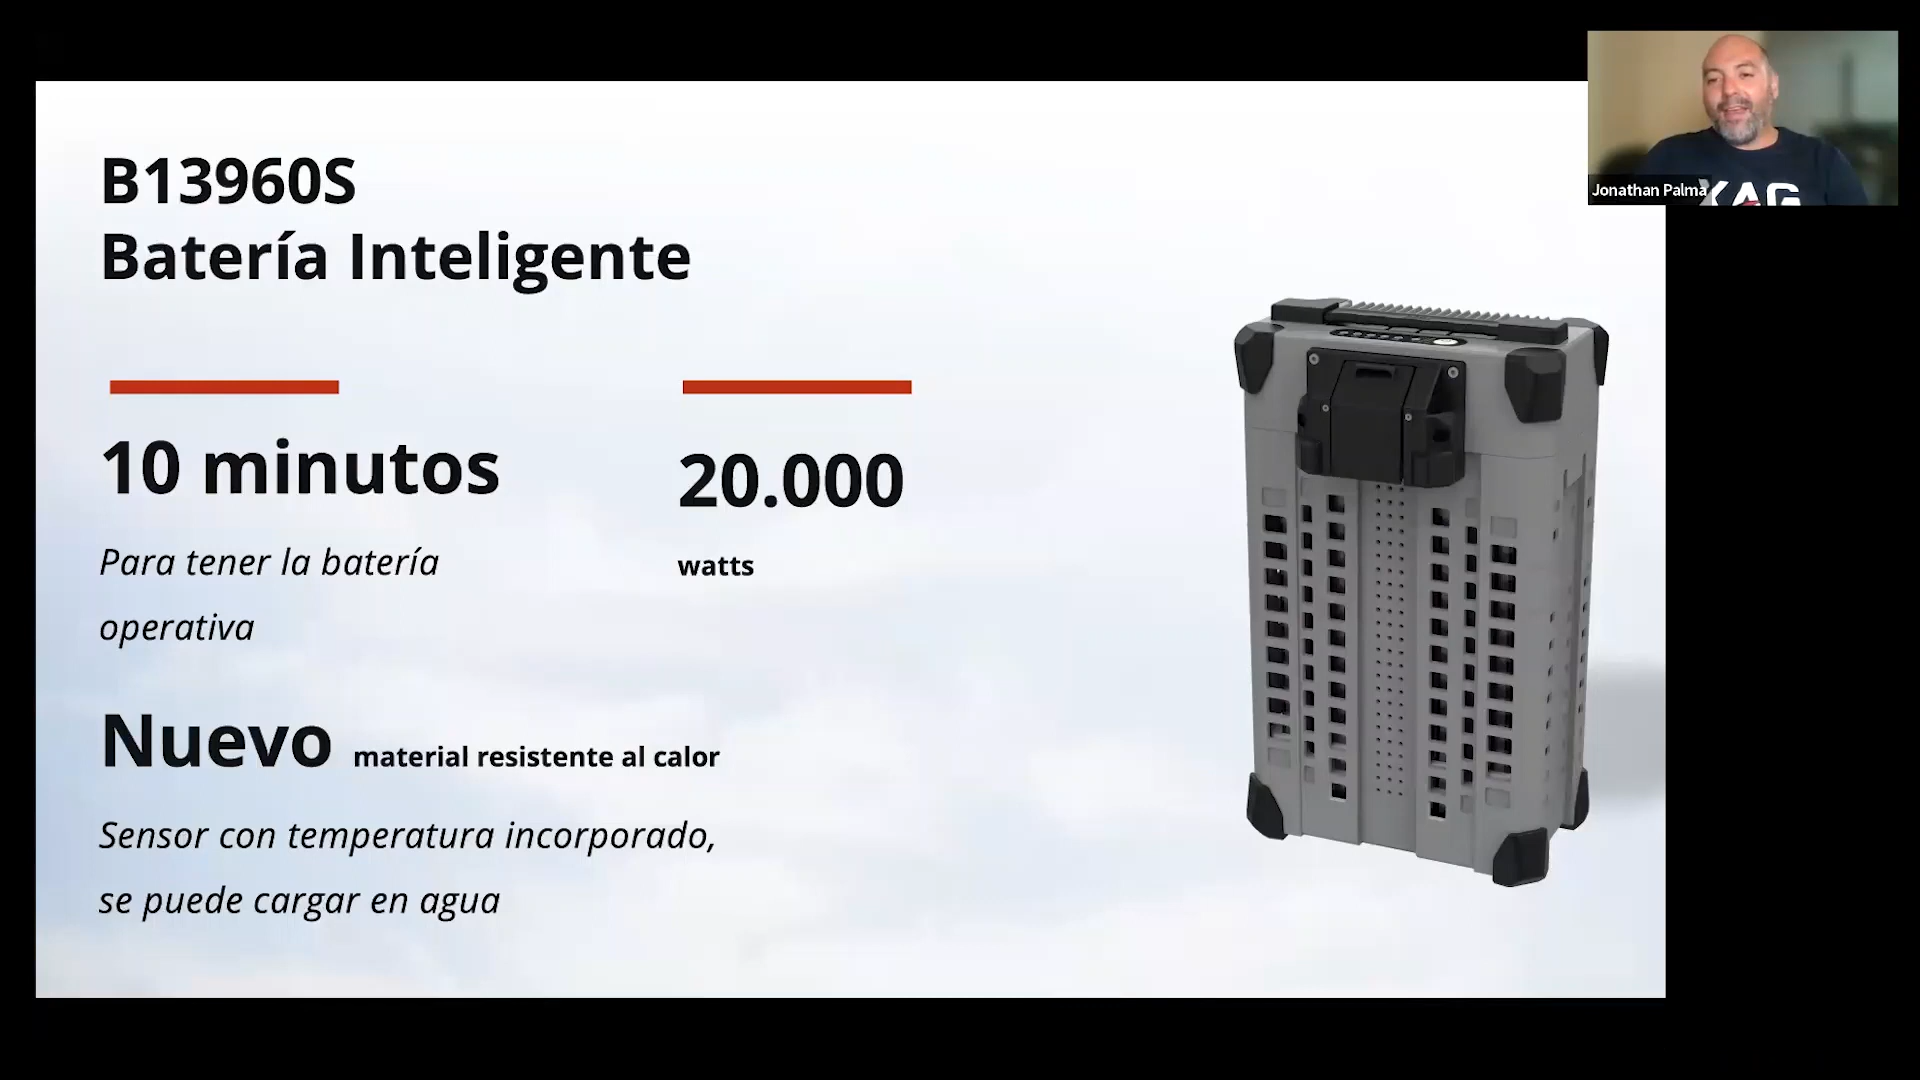 B13960S
Batería Inteligente
10 minutos
Para tener la batería
operativa
20.000
watts
Nuevo material resistente al calor
Sensor con temperatura incorporado,
se puede cargar en agua
Jonathan Palma
XAG